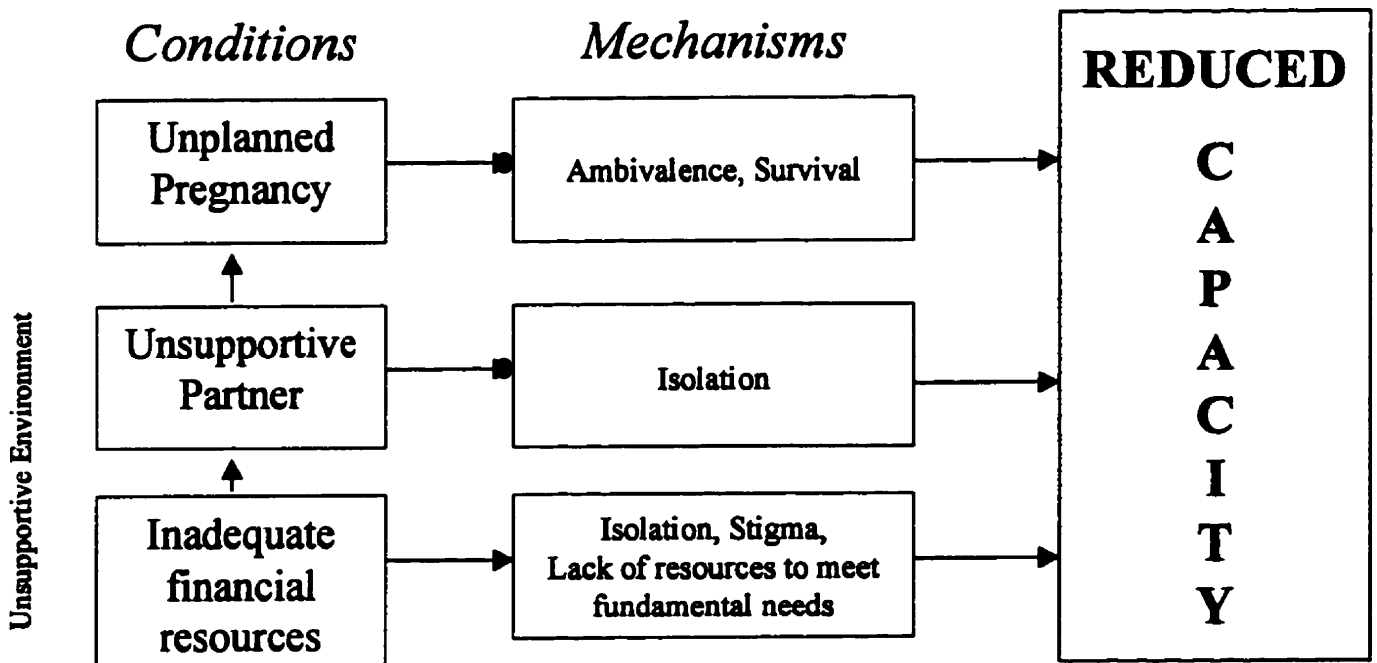 Conditions
Mechanisms
REDUCED
C
A
P
A
C
I
T
Y
Unplanned
Pregnancy
Ambivalence, Survival
Unsupportive
Partner
Isolation
Inadequate
financial
resources
Isolation, Stigma,
Lack of resources to meet
fundamental needs
Unsupportive Environment